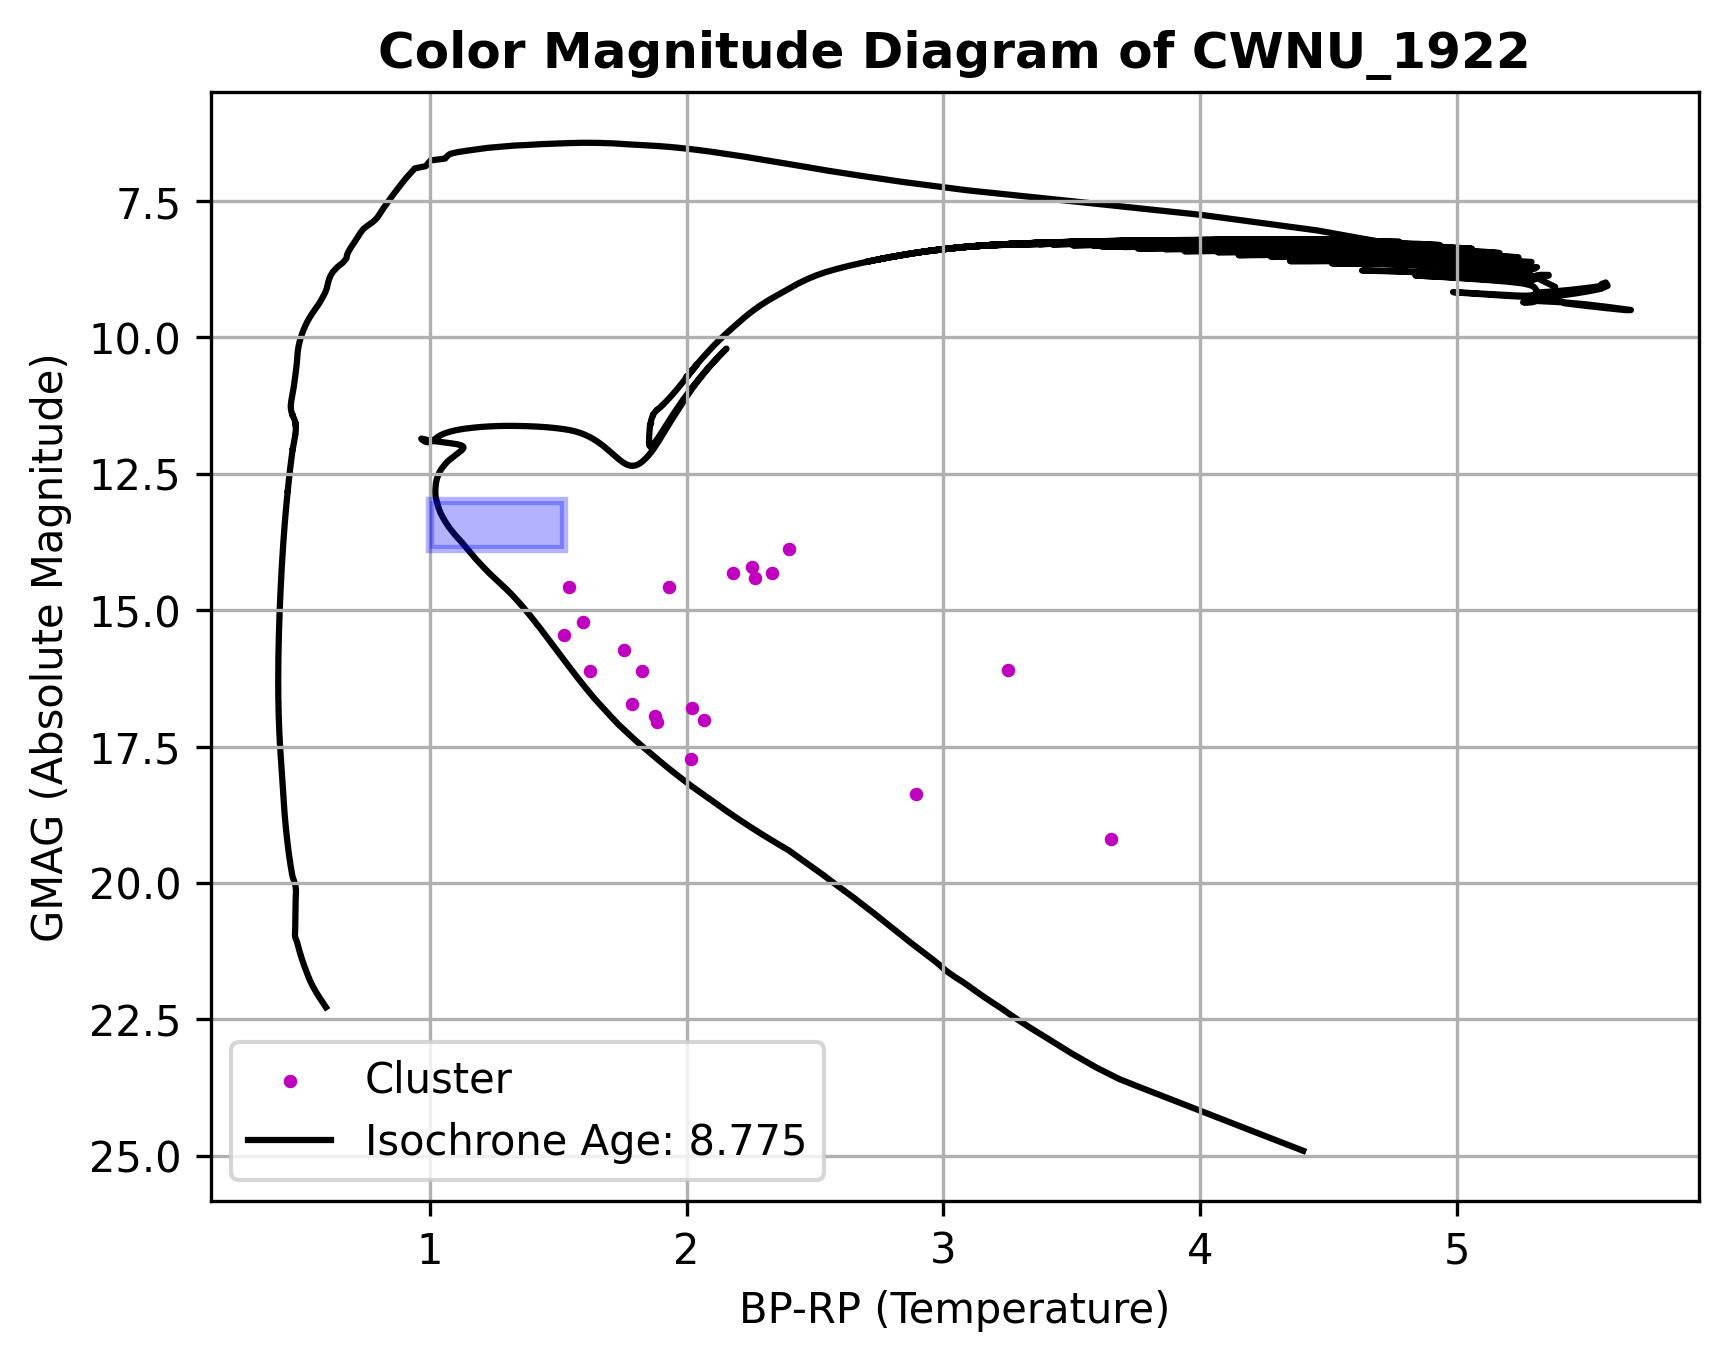 Color Magnitude Diagram of CWNU_1922
GMAG (Absolute Magnitude)
7.5
10.0
12.5
15.0
17.5
20.0
22.5
25.0
Cluster
Isochrone Age: 8.775
1 2 3 4 5
BP-RP (Temperature)